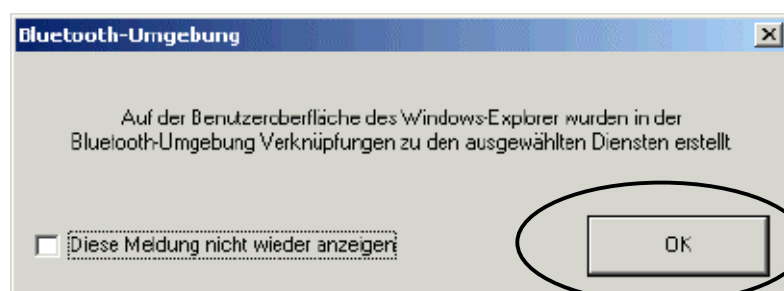 Bluetooth-Umgebung
Auf der Benutzeroberfläche des Windows-Explorer wurden in der
Bluetooth-Umgebung Verknüpfungen zu den ausgewählten Diensten erstellt
Diese Meldung nicht wieder anzeigen
OK